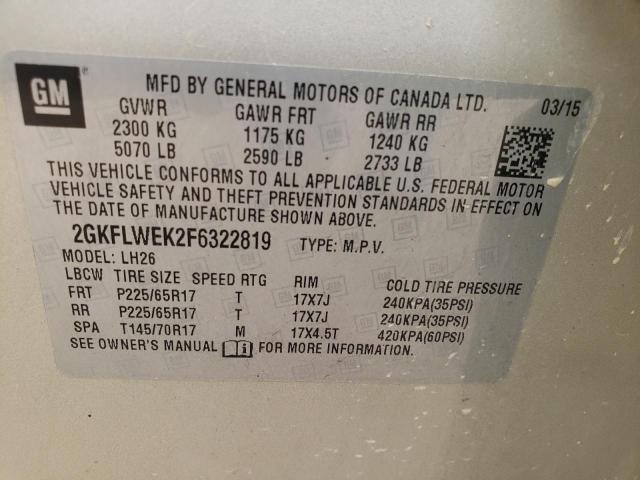 GM®
MFD BY GENERAL MOTORS OF CANADA LTD. 03/15
GVWR GAWR FRT GAWR RR
2300 KG 1175 KG 1240 KG
5070 LB 2590 LB 2733 LB
THIS VEHICLE CONFORMS TO ALL APPLICABLE U.S. FEDERAL MOTOR
VEHICLE SAFETY AND THEFT PREVENTION STANDARDS IN EFFECT ON
THE DATE OF MANUFACTURE SHOWN ABOVE.
2GKFLWEK2F6322819 TYPE: M.P.V.
MODEL: LH26
LBCW TIRE SIZE SPEED RTG RIM COLD TIRE PRESSURE
FRT P225/65R17 T 17X7J 240KPA(35PSI)
RR P225/65R17 T 17X7J 240KPA(35PSI)
SPA T145/70R17 M 17X4.5T 420KPA(60PSI)
SEE OWNER'S MANUAL FOR MORE INFORMATION.